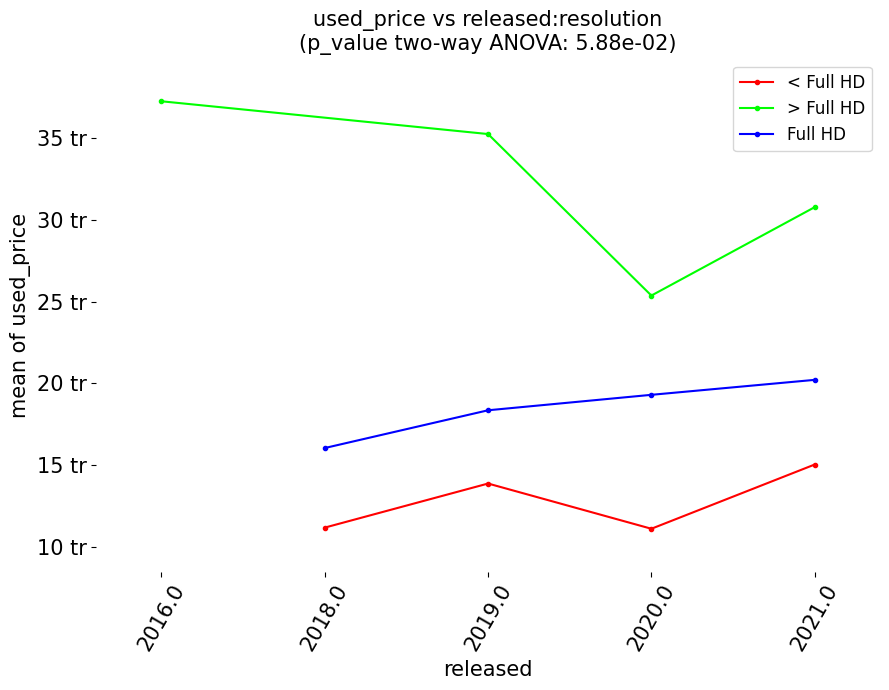 used_price vs released:resolution
(p_value two-way ANOVA: 5.88e-02)
< Full HD
> Full HD
Full HD
mean of used_price
35 tr
30 tr
25 tr
20 tr
15 tr
10 tr
2016.0
2018.0
2019.0
2020.0
2021.0
released